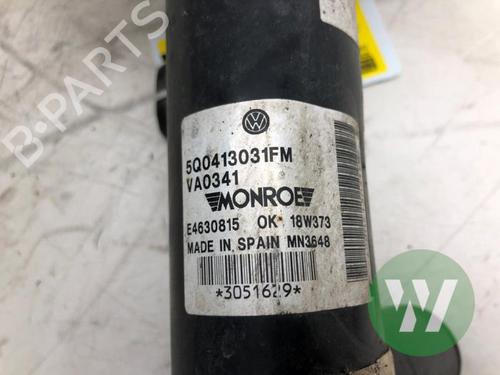 B-PARTS
5Q0413031FM
VA0341
MONROE
E4630815 OK 18W373
MADE IN SPAIN MN3648
*3051629*
W